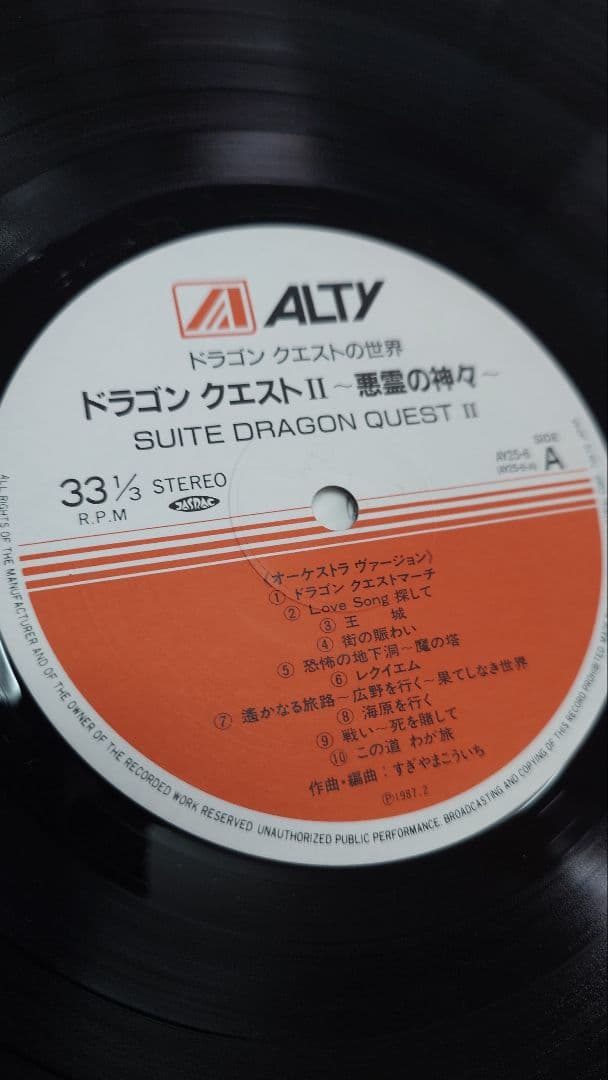 ALTY
ドラゴン クエストの世界
ドラゴン クエストII～悪霊の神々～
SUITE DRAGON QUEST II
33 1/3 STEREO
R.P.M
JASRAC
AY25-6
SIDE:
A
《オーケストラ ヴァージョン》
① ドラゴン クエストマーチ
② Love Song 探して
③ 王 城
④ 街の賑わい
⑤ 恐怖の地下洞～魔の塔
⑥ レクイエム
⑦ 遙かなる旅路～広野を行く～果てしなき世界
⑧ 海原を行く
⑨ 戦い～死を賭して
⑩ この道 わが旅
作曲・編曲：すぎやまこういち
Ⓟ1987.2
ALL RIGHTS OF THE MANUFACTURER AND OF THE OWNER OF THE RECORDED WORK RESERVED. UNAUTHORIZED PUBLIC PERFORMANCE, BROADCASTING AND COPYING OF THIS RECORD PROHIBITED.